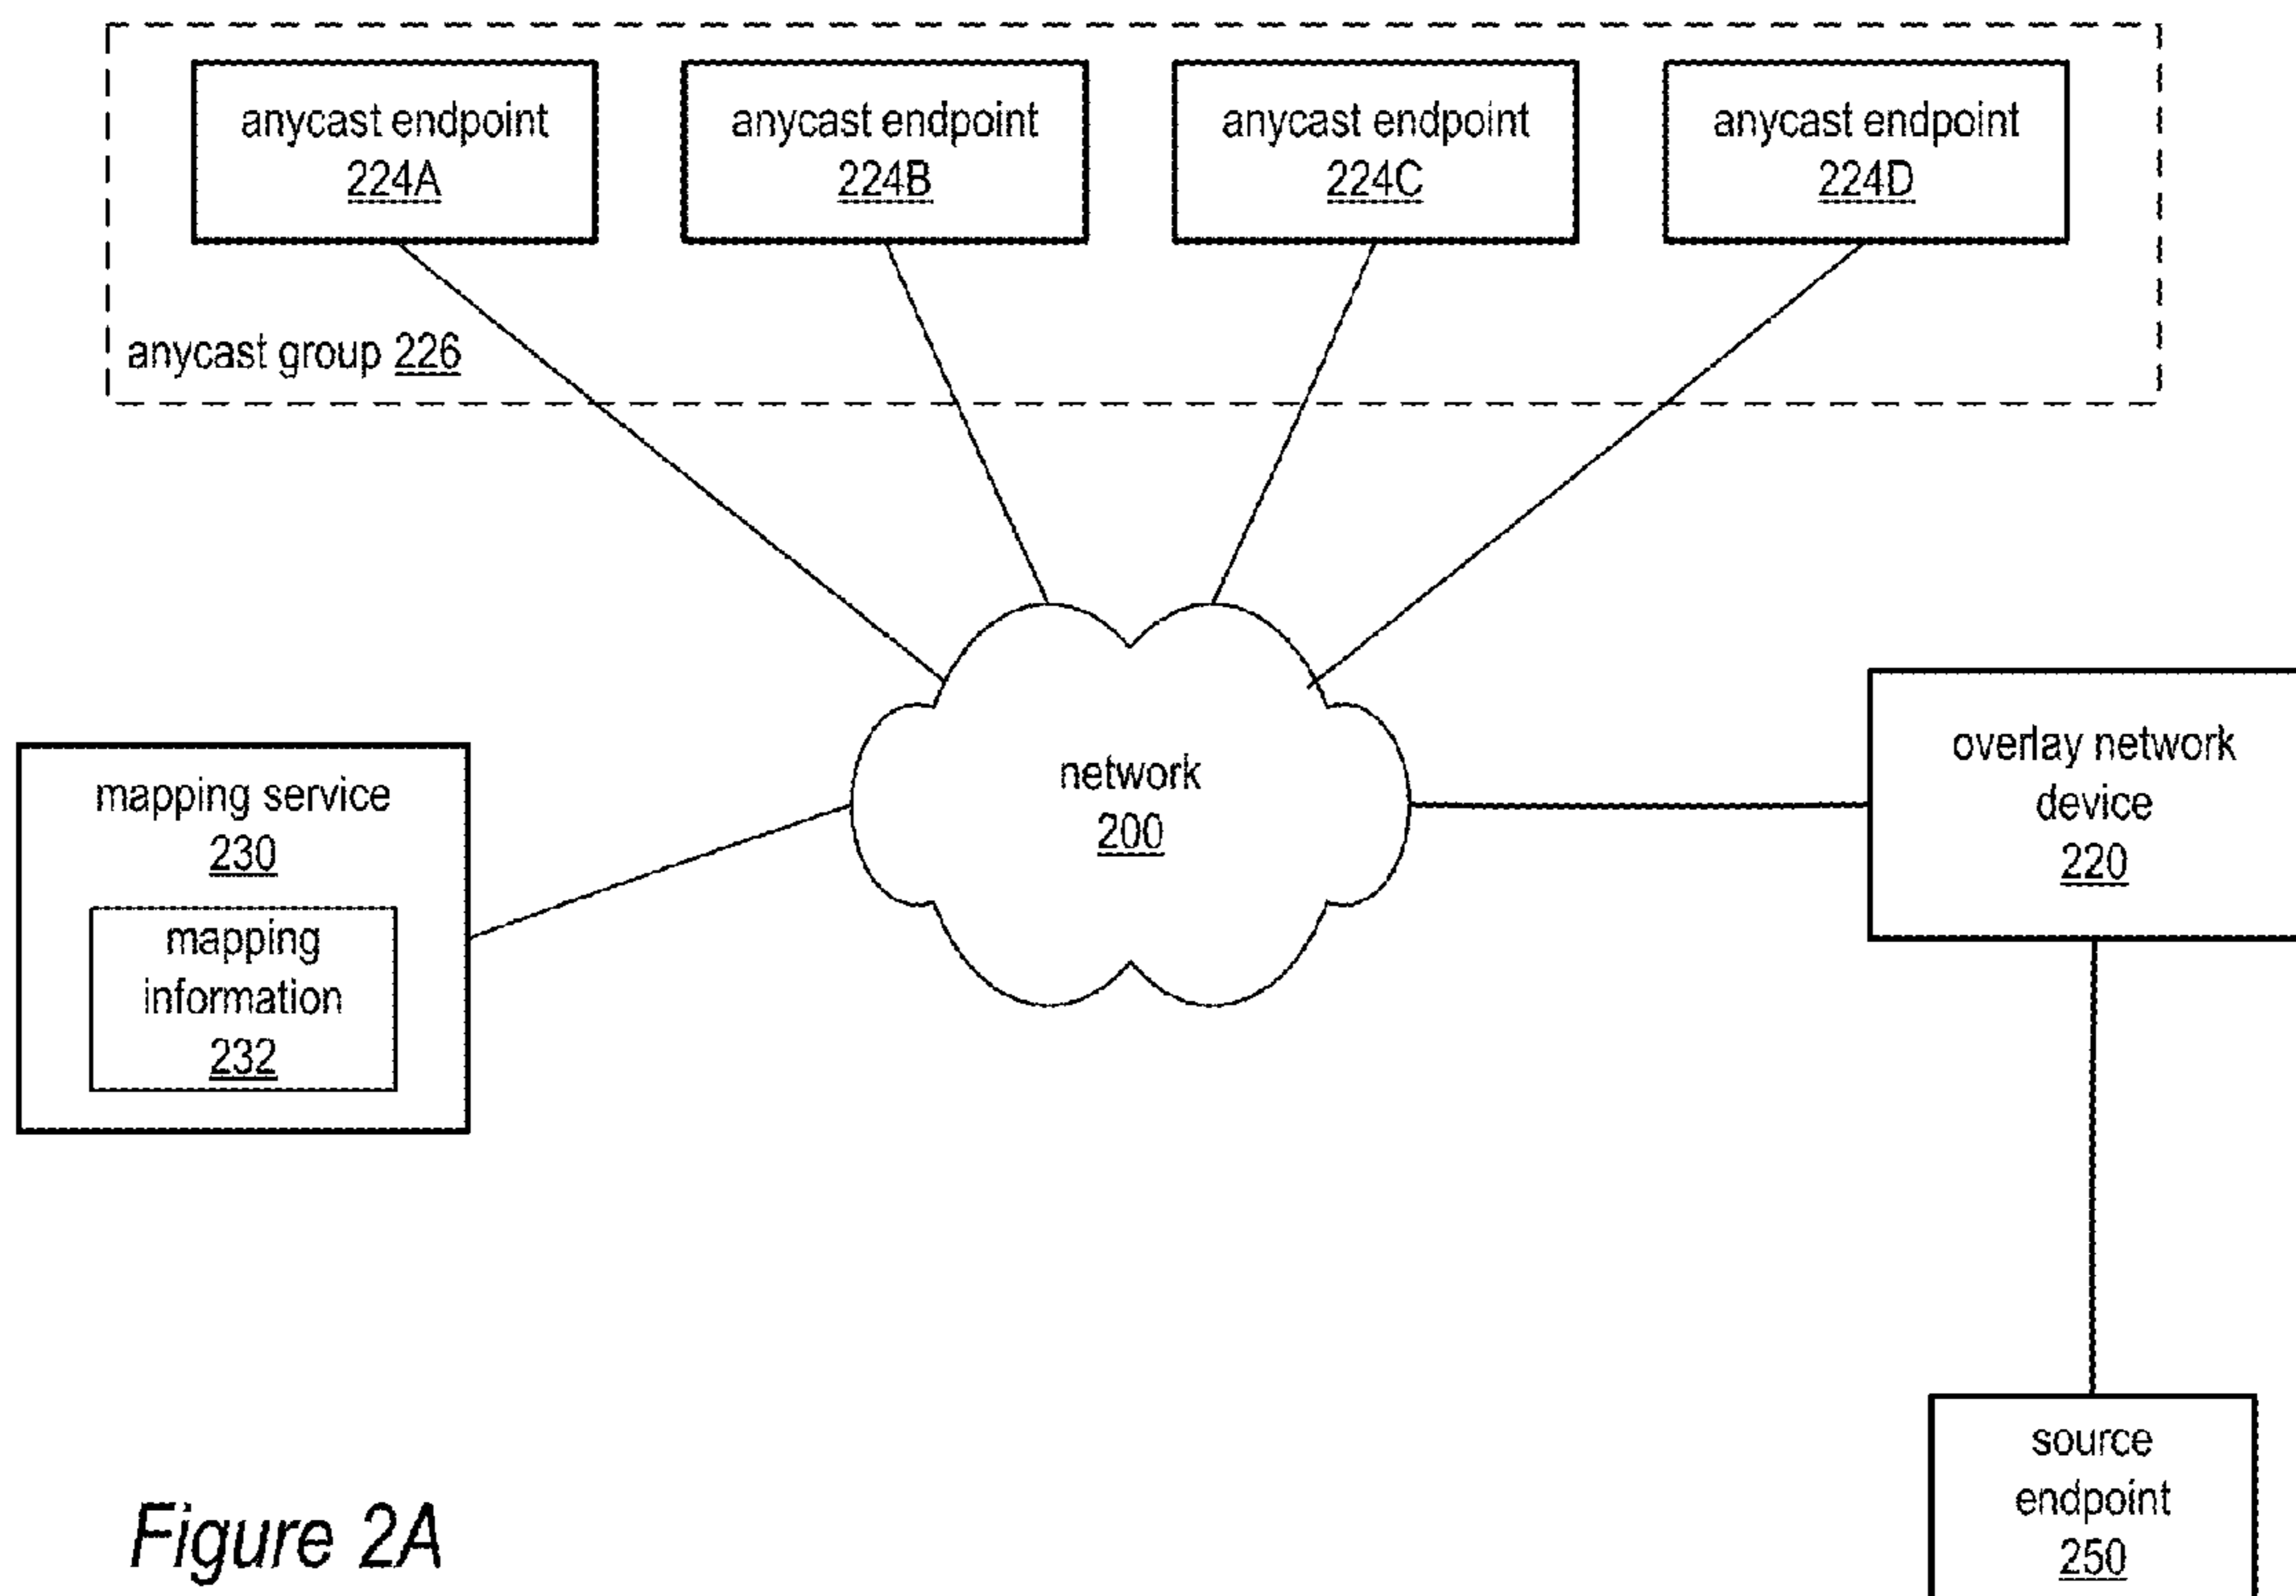 anycast endpoint
224A
anycast endpoint
224B
anycast endpoint
224C
anycast endpoint
224D
anycast group 226
network
200
overlay network
device
220
mapping service
230
mapping
information
232
source
endpoint
250
Figure 2A